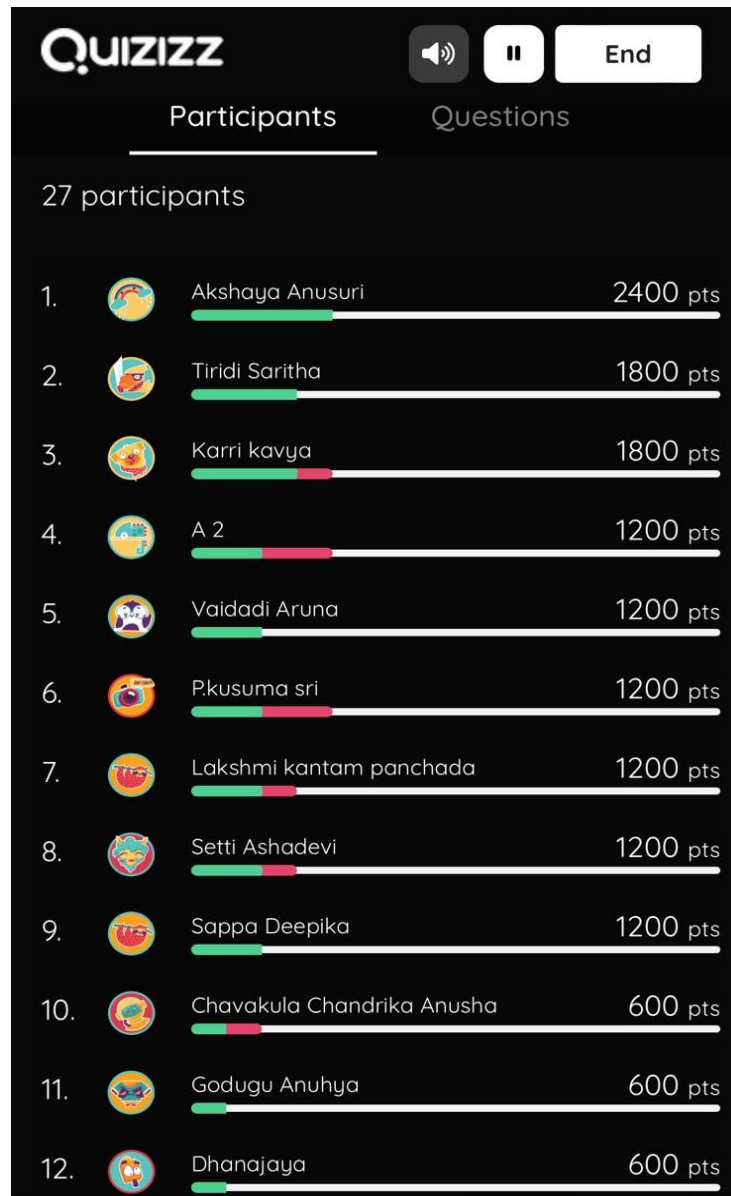 Quizizz
End
Participants Questions
27 participants
1. Akshaya Anusuri 2400 pts
2. Tiridi Saritha 1800 pts
3. Karri kavya 1800 pts
4. A 2 1200 pts
5. Vaidadi Aruna 1200 pts
6. P.kusuma sri 1200 pts
7. Lakshmi kantam panchada 1200 pts
8. Setti Ashadevi 1200 pts
9. Sappa Deepika 1200 pts
10. Chavakula Chandrika Anusha 600 pts
11. Godugu Anuhya 600 pts
12. Dhanajaya 600 pts